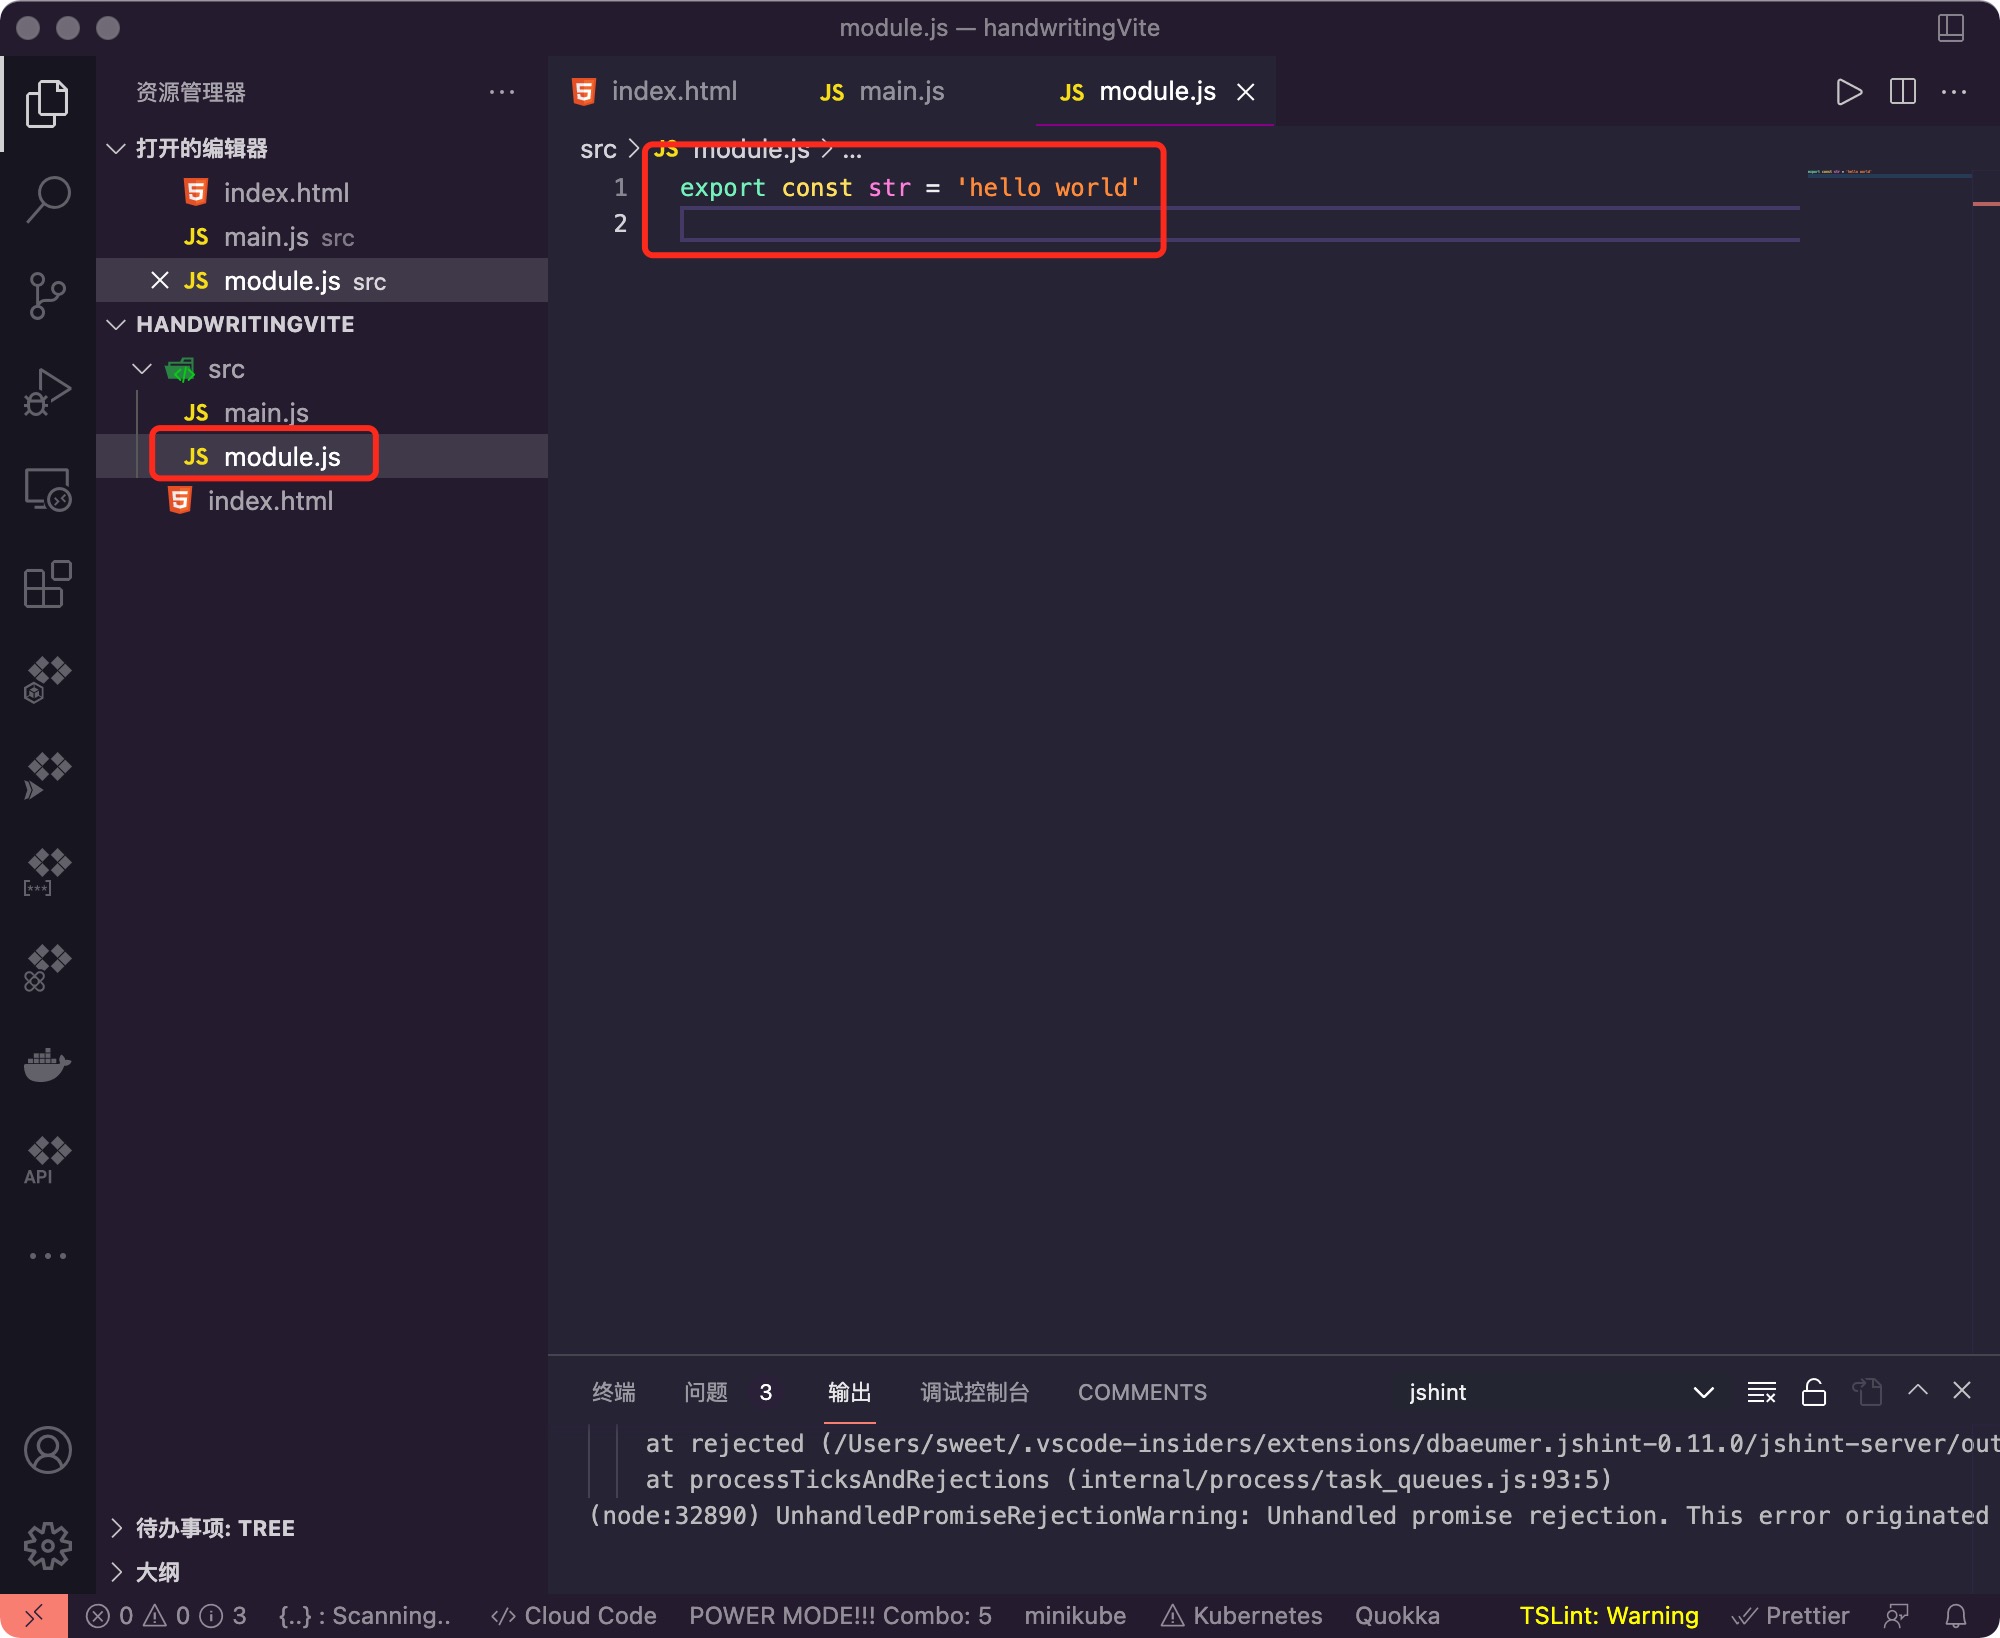 module.js — handwritingVite
资源管理器
打开的编辑器
index.html
main.js src
module.js src
HANDWRITINGVITE
src
main.js
module.js
index.html
待办事项: TREE
大纲
API
index.html
main.js
module.js
src > JS module.js > ...
1 export const str = 'hello world'
2
终端 问题 3 输出 调试控制台 COMMENTS jshint
at rejected (/Users/sweet/.vscode-insiders/extensions/dbaeumer.jshint-0.11.0/jshint-server/out
at processTicksAndRejections (internal/process/task_queues.js:93:5)
(node:32890) UnhandledPromiseRejectionWarning: Unhandled promise rejection. This error originated
0 0 3 {..} : Scanning.. </> Cloud Code POWER MODE!!! Combo: 5 minikube Kubernetes Quokka TSLint: Warning Prettier